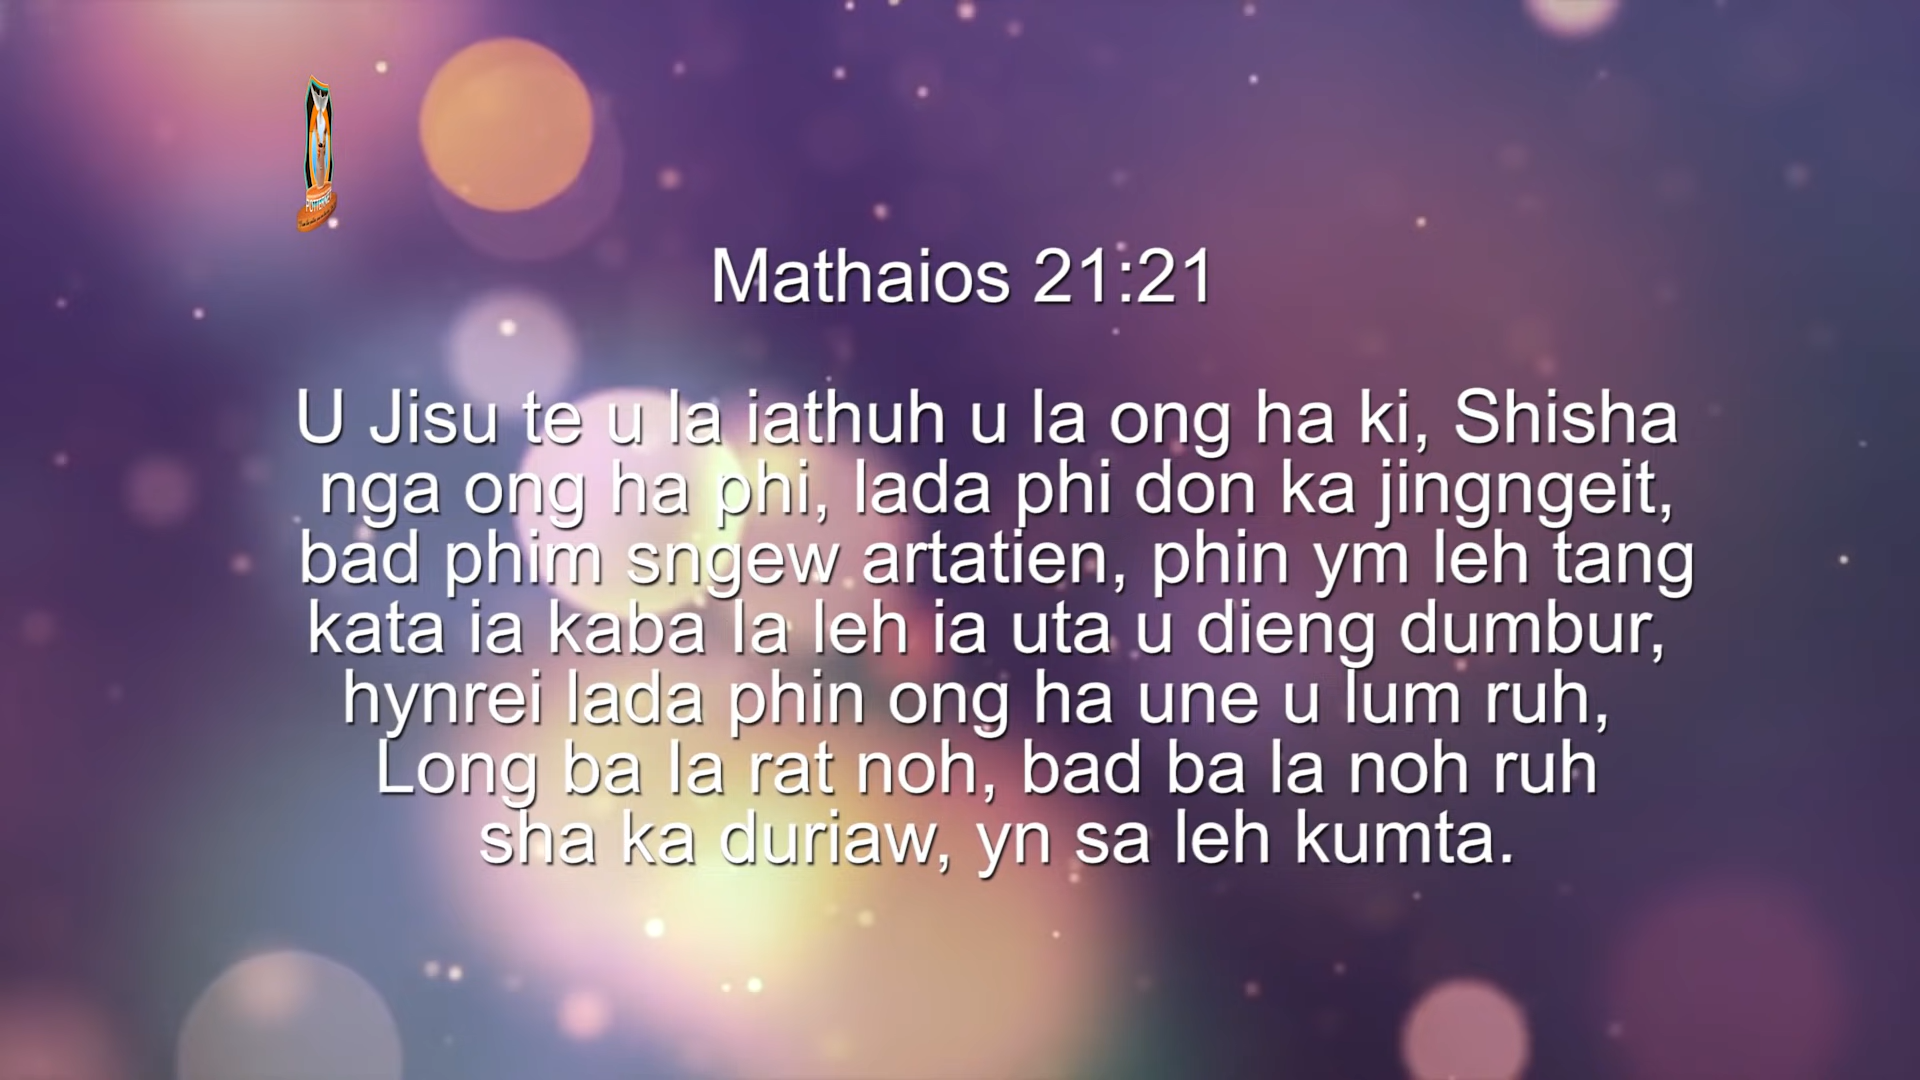 Mathaios 21:21
U Jisu te u la iathuh u la ong ha ki, Shisha
nga ong ha phi, lada phi don ka jingngeit,
bad phim sngew artatien, phin ym leh tang
kata ia kaba la leh ia uta u dieng dumbur,
hynrei lada phin ong ha une u lum ruh,
Long ba la rat noh, bad ba la noh ruh
sha ka duriaw, yn sa leh kumta.